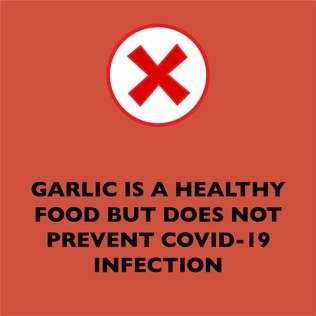 GARLIC IS A HEALTHY
FOOD BUT DOES NOT
PREVENT COVID-19
INFECTION